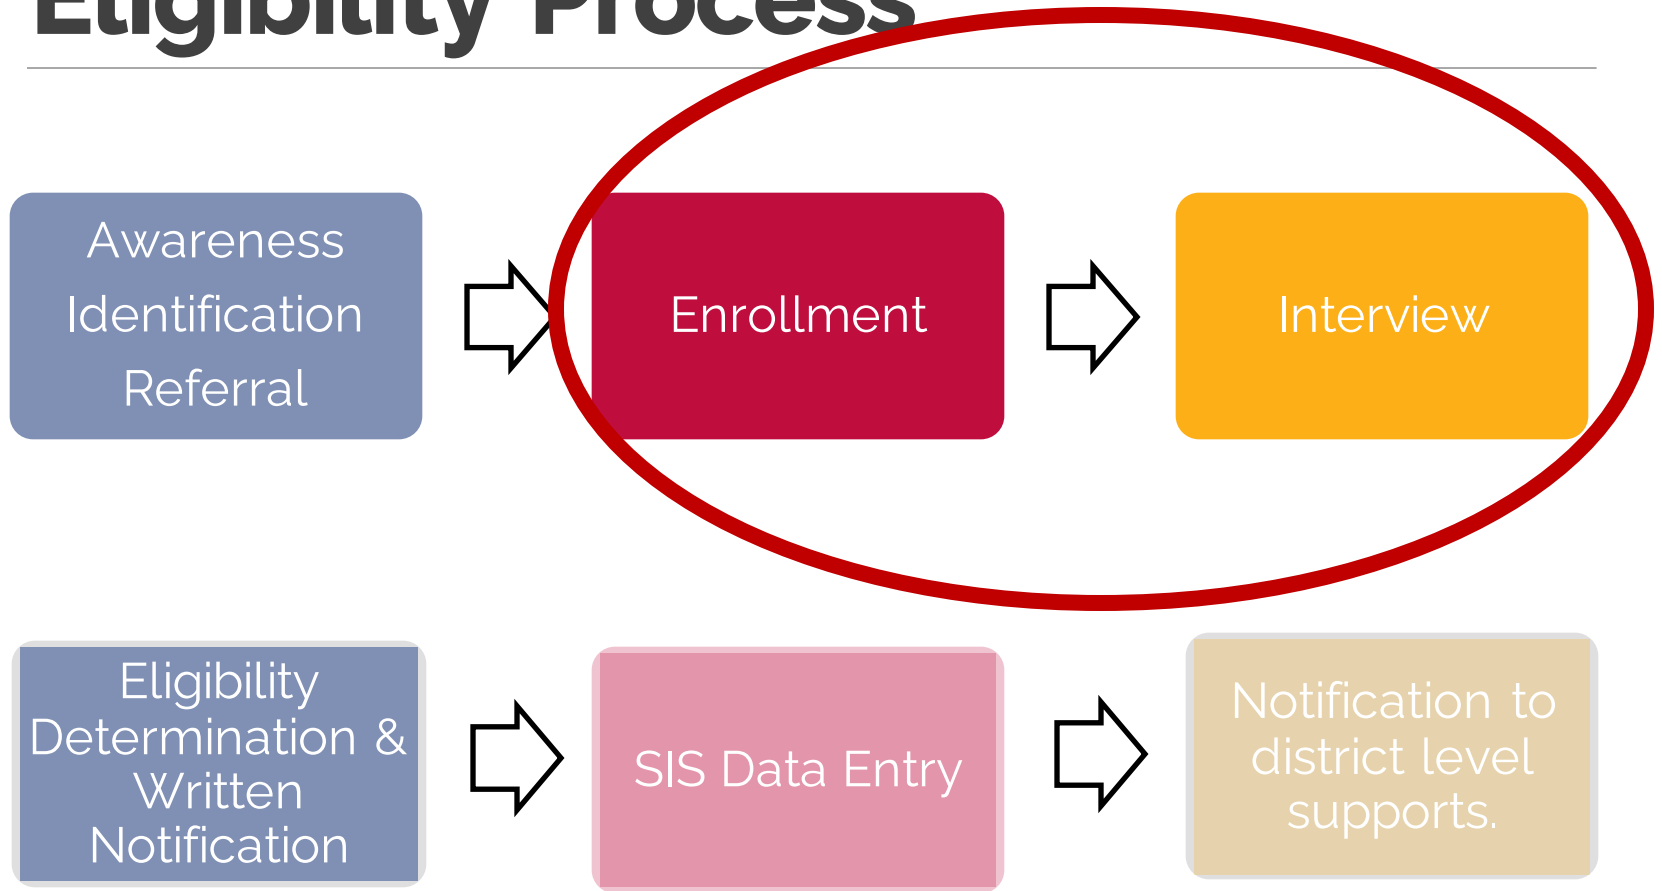 Eligibility Process
Awareness
Identification
Referral
Enrollment
Interview
Eligibility
Determination &
Written
Notification
SIS Data Entry
Notification to
district level
supports.